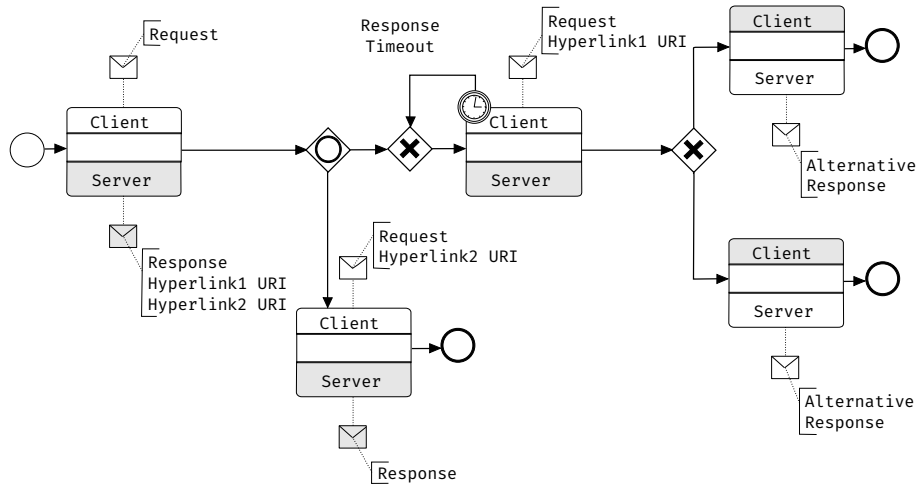 Request
Client
Server
Response
Hyperlink1 URI
Hyperlink2 URI
Response
Timeout
Request
Hyperlink1 URI
Client
Server
Request
Hyperlink2 URI
Client
Server
Response
Client
Server
Alternative
Response
Client
Server
Alternative
Response